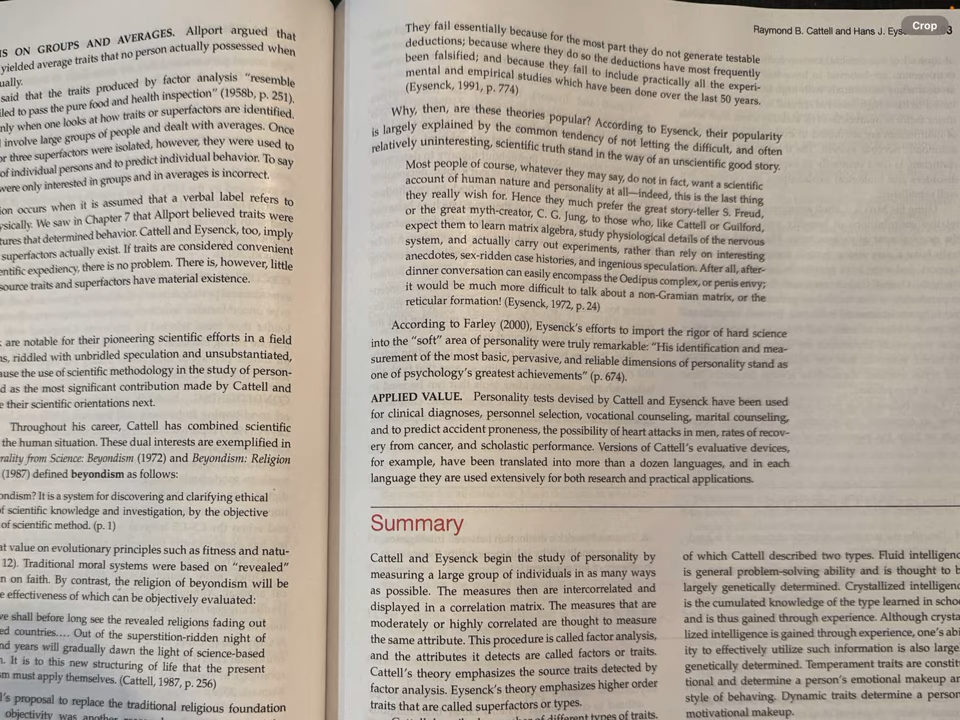 IS ON GROUPS AND AVERAGES. Allport argued that
yielded average traits that no person actually possessed when
ually.
said that the traits produced by factor analysis "resemble
led to pass the pure food and health inspection" (1958b, p. 251).
nly when one looks at how traits or superfactors are identified.
involve large groups of people and dealt with averages. Once
or three superfactors were isolated, however, they were used to
of individual persons and to predict individual behavior. To say
were only interested in groups and in averages is incorrect.
ion occurs when it is assumed that a verbal label refers to
ysically. We saw in Chapter 7 that Allport believed traits were
tures that determined behavior. Cattell and Eysenck, too, imply
superfactors actually exist. If traits are considered convenient
entific expediency, there is no problem. There is, however, little
source traits and superfactors have material existence.
are notable for their pioneering scientific efforts in a field
s, riddled with unbridled speculation and unsubstantiated,
use the use of scientific methodology in the study of person-
d as the most significant contribution made by Cattell and
e their scientific orientations next.
Throughout his career, Cattell has combined scientific
the human situation. These dual interests are exemplified in
rality from Science: Beyondism (1972) and Beyondism: Religion
(1987) defined beyondism as follows:
ondism? It is a system for discovering and clarifying ethical
of scientific knowledge and investigation, by the objective
of scientific method. (p. 1)
at value on evolutionary principles such as fitness and natu-
12). Traditional moral systems were based on "revealed"
n on faith. By contrast, the religion of beyondism will be
e effectiveness of which can be objectively evaluated:
ve shall before long see the revealed religions fading out
ed countries.... Out of the superstition-ridden night of
nd years will gradually dawn the light of science-based
n. It is to this new structuring of life that the present
sm must apply themselves. (Cattell, 1987, p. 256)
l's proposal to replace the traditional religious foundation
objectivity was another
Raymond B. Cattell and Hans J. Eys
Crop
3
They fail essentially because for the most part they do not generate testable
deductions; because where they do so the deductions have most frequently
been falsified; and because they fail to include practically all the experi-
mental and empirical studies which have been done over the last 50 years.
(Eysenck, 1991, p. 774)
Why, then, are these theories popular? According to Eysenck, their popularity
is largely explained by the common tendency of not letting the difficult, and often
relatively uninteresting, scientific truth stand in the way of an unscientific good story.
Most people of course, whatever they may say, do not in fact, want a scientific
account of human nature and personality at all—indeed, this is the last thing
they really wish for. Hence they much prefer the great story-teller S. Freud,
or the great myth-creator, C. G. Jung, to those who, like Cattell or Guilford,
expect them to learn matrix algebra, study physiological details of the nervous
system, and actually carry out experiments, rather than rely on interesting
anecdotes, sex-ridden case histories, and ingenious speculation. After all, after-
dinner conversation can easily encompass the Oedipus complex, or penis envy;
it would be much more difficult to talk about a non-Gramian matrix, or the
reticular formation! (Eysenck, 1972, p. 24)
According to Farley (2000), Eysenck's efforts to import the rigor of hard science
into the "soft" area of personality were truly remarkable: "His identification and mea-
surement of the most basic, pervasive, and reliable dimensions of personality stand as
one of psychology's greatest achievements" (p. 674).
APPLIED VALUE. Personality tests devised by Cattell and Eysenck have been used
for clinical diagnoses, personnel selection, vocational counseling, marital counseling,
and to predict accident proneness, the possibility of heart attacks in men, rates of recov-
ery from cancer, and scholastic performance. Versions of Cattell's evaluative devices,
for example, have been translated into more than a dozen languages, and in each
language they are used extensively for both research and practical applications.
Summary
Cattell and Eysenck begin the study of personality by
measuring a large group of individuals in as many ways
as possible. The measures then are intercorrelated and
displayed in a correlation matrix. The measures that are
moderately or highly correlated are thought to measure
the same attribute. This procedure is called factor analysis,
and the attributes it detects are called factors or traits.
Cattell's theory emphasizes the source traits detected by
factor analysis. Eysenck's theory emphasizes higher order
traits that are called superfactors or types.
of different types of traits.
of which Cattell described two types. Fluid intelligenc
is general problem-solving ability and is thought to b
largely genetically determined. Crystallized intelligenc
is the cumulated knowledge of the type learned in schoo
and is thus gained through experience. Although crysta
lized intelligence is gained through experience, one's abi
ity to effectively utilize such information is also large
genetically determined. Temperament traits are constit
tional and determine a person's emotional makeup an
style of behaving. Dynamic traits determine a person
motivational makeup.